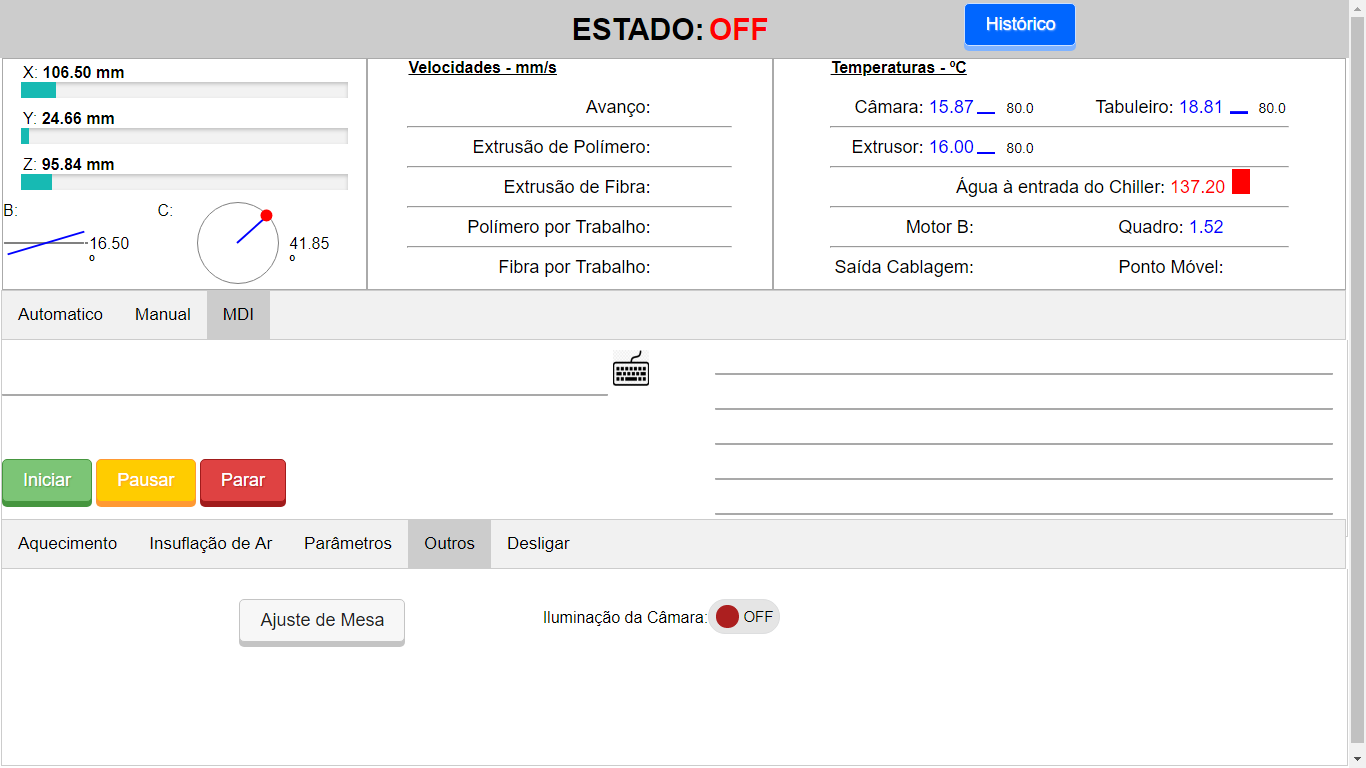 ESTADO: OFF
Histórico
X: 106.50 mm
Y: 24.66 mm
Z: 95.84 mm
B:
16.50
º
C:
41.85
º
Velocidades - mm/s
Avanço:
Extrusão de Polímero:
Extrusão de Fibra:
Polímero por Trabalho:
Fibra por Trabalho:
Temperaturas - ºC
Câmara: 15.87 80.0 Tabuleiro: 18.81 80.0
Extrusor: 16.00 80.0
Água à entrada do Chiller: 137.20
Motor B: Quadro: 1.52
Saída Cablagem: Ponto Móvel:
Automatico Manual MDI
Iniciar Pausar Parar
Aquecimento Insuflação de Ar Parâmetros Outros Desligar
Ajuste de Mesa Iluminação da Câmara: OFF